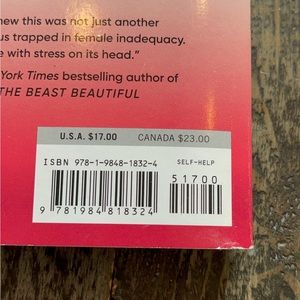 new this was not just another
us trapped in female inadequacy.
e with stress on its head.”
York Times bestselling author of
THE BEAST BEAUTIFUL
U.S.A. $17.00 CANADA $23.00
ISBN 978-1-9848-1832-4 SELF-HELP
51700
9 781984 818324